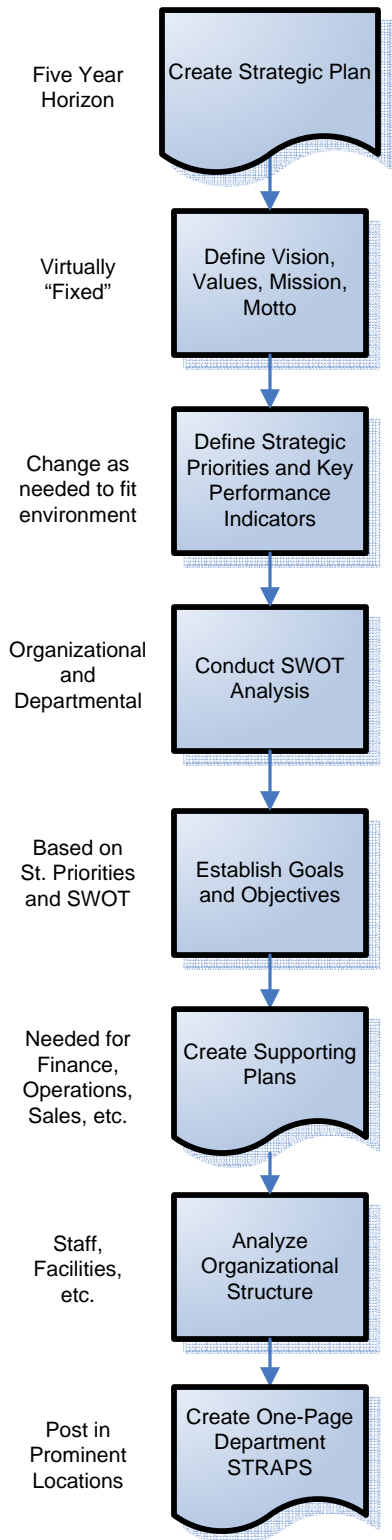 Five Year
Horizon
Create Strategic Plan
Virtually
“Fixed”
Define Vision,
Values, Mission,
Motto
Change as
needed to fit
environment
Define Strategic
Priorities and Key
Performance
Indicators
Organizational
and
Departmental
Conduct SWOT
Analysis
Based on
St. Priorities
and SWOT
Establish Goals
and Objectives
Needed for
Finance,
Operations,
Sales, etc.
Create Supporting
Plans
Staff,
Facilities,
etc.
Analyze
Organizational
Structure
Post in
Prominent
Locations
Create One-Page
Department
STRAPS